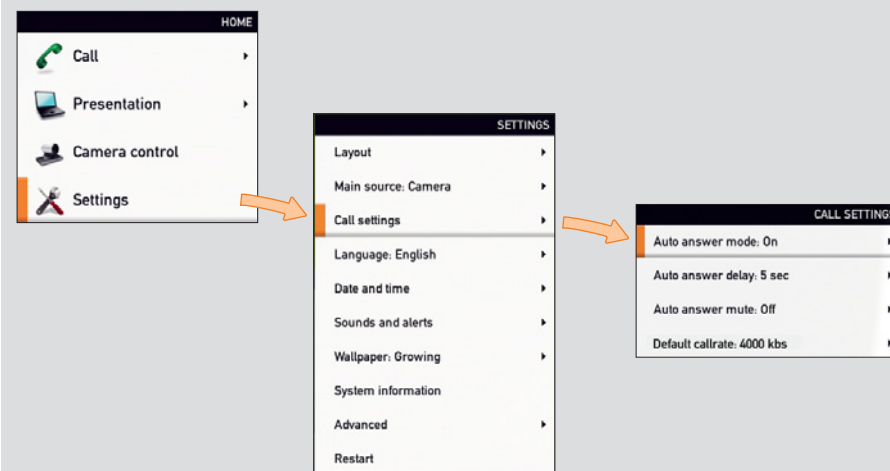 HOME
Call
Presentation
Camera control
Settings
SETTINGS
Layout
Main source: Camera
Call settings
Language: English
Date and time
Sounds and alerts
Wallpaper: Growing
System information
Advanced
Restart
CALL SETTINGS
Auto answer mode: On
Auto answer delay: 5 sec
Auto answer mute: Off
Default callrate: 4000 kbs